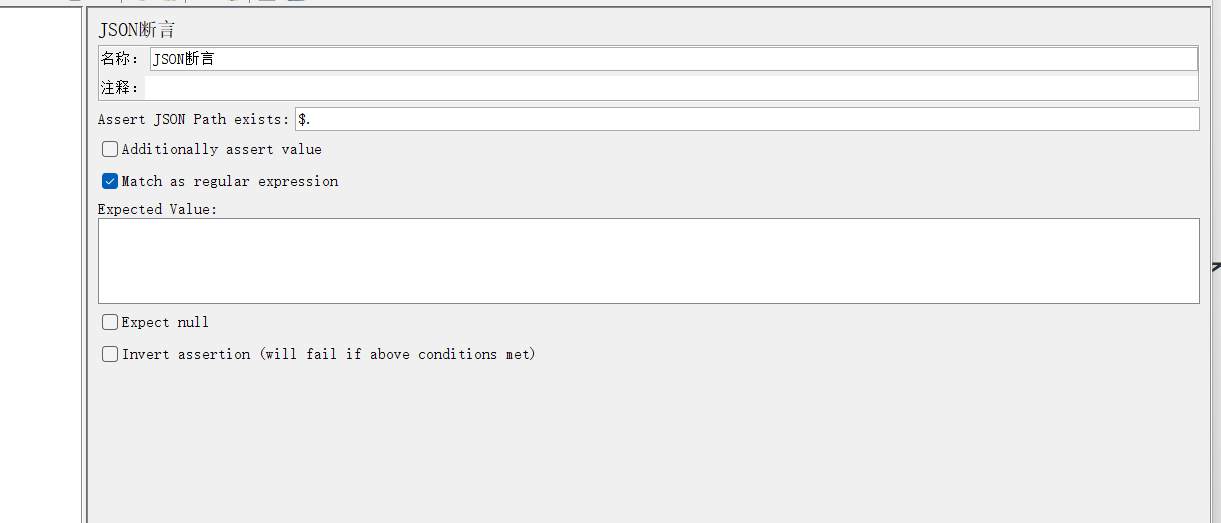 JSON断言
名称： JSON断言
注释：
Assert JSON Path exists: $.
Additionally assert value
Match as regular expression
Expected Value:
Expect null
Invert assertion (will fail if above conditions met)